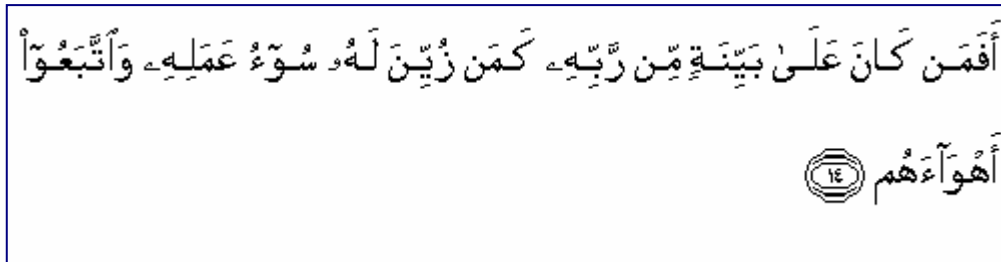 أَفَمَن كَانَ عَلَىٰ بَيِّنَةٍ مِّن رَّبِّهِۦ كَمَن زُيِّنَ لَهُۥ سُوٓءُ عَمَلِهِۦ وَٱتَّبَعُوٓا۟
أَهْوَآءَهُم ١٤